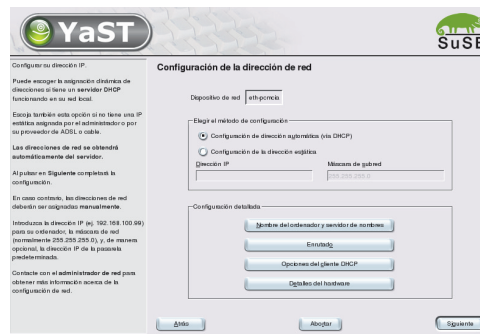 YaST
SuSE
Configurar su dirección IP.
Puede escoger la asignación dinámica de
direcciones si tiene un servidor DHCP
funcionando en su red local.
Escoja también esta opción si no tiene una IP
estática asignada por el administrador o por
su proveedor de ADSL o cable.
Las direcciones de red se obtendrá
automáticamente del servidor.
Al pulsar en Siguiente completará la
configuración.
En caso contrario, las direcciones de red
deberán ser asignadas manualmente.
Introduzca la dirección IP (ej. 192.168.100.99)
para su ordenador, la máscara de red
(normalmente 255.255.255.0), y, de manera
opcional, la dirección IP de la pasarela
predeterminada.
Contacte con el administrador de red para
obtener más información acerca de la
configuración de red.
Configuración de la dirección de red
Dispositivo de red eth-pcmcia
Elegir el método de configuración
Configuración de dirección automática (vía DHCP)
Configuración de la dirección estática
Dirección IP
Máscara de subred
255.255.255.0
Configuración detallada
Nombre del ordenador y servidor de nombres
Enrutado
Opciones del cliente DHCP
Detalles del hardware
Atrás
Abortar
Siguiente